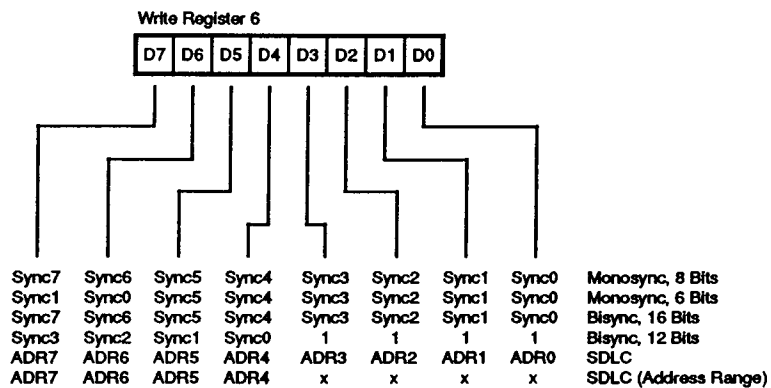 Write Register 6
D7 D6 D5 D4 D3 D2 D1 D0
Sync7 Sync6 Sync5 Sync4 Sync3 Sync2 Sync1 Sync0 Monosync, 8 Bits
Sync1 Sync0 Sync5 Sync4 Sync3 Sync2 Sync1 Sync0 Monosync, 6 Bits
Sync7 Sync6 Sync5 Sync4 Sync3 Sync2 Sync1 Sync0 Bisync, 16 Bits
Sync3 Sync2 Sync1 Sync0 1 1 1 1 Bisync, 12 Bits
ADR7 ADR6 ADR5 ADR4 ADR3 ADR2 ADR1 ADR0 SDLC
ADR7 ADR6 ADR5 ADR4 x x x x SDLC (Address Range)